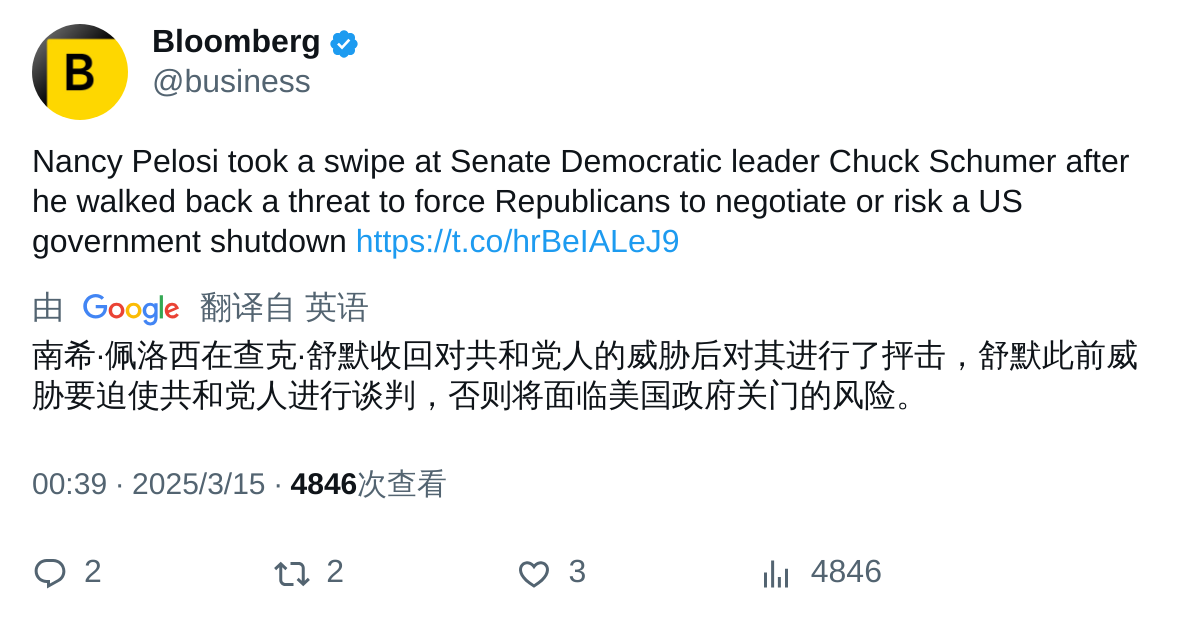 B
Bloomberg
@business
Nancy Pelosi took a swipe at Senate Democratic leader Chuck Schumer after
he walked back a threat to force Republicans to negotiate or risk a US
government shutdown https://t.co/hrBeIALeJ9
由 Google 翻译自 英语
南希·佩洛西在查克·舒默收回对共和党人的威胁后对其进行了抨击，舒默此前威
胁要迫使共和党人进行谈判，否则将面临美国政府关门的风险。
00:39 · 2025/3/15 · 4846次查看
2 2 3 4846